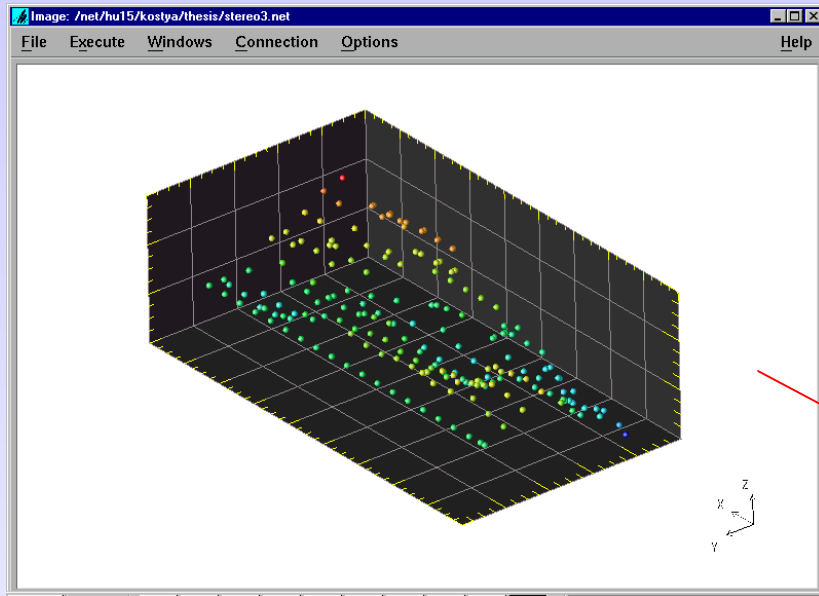 Image: /net/hu15/kostya/thesis/stereo3.net
File Execute Windows Connection Options Help
Z
X
Y